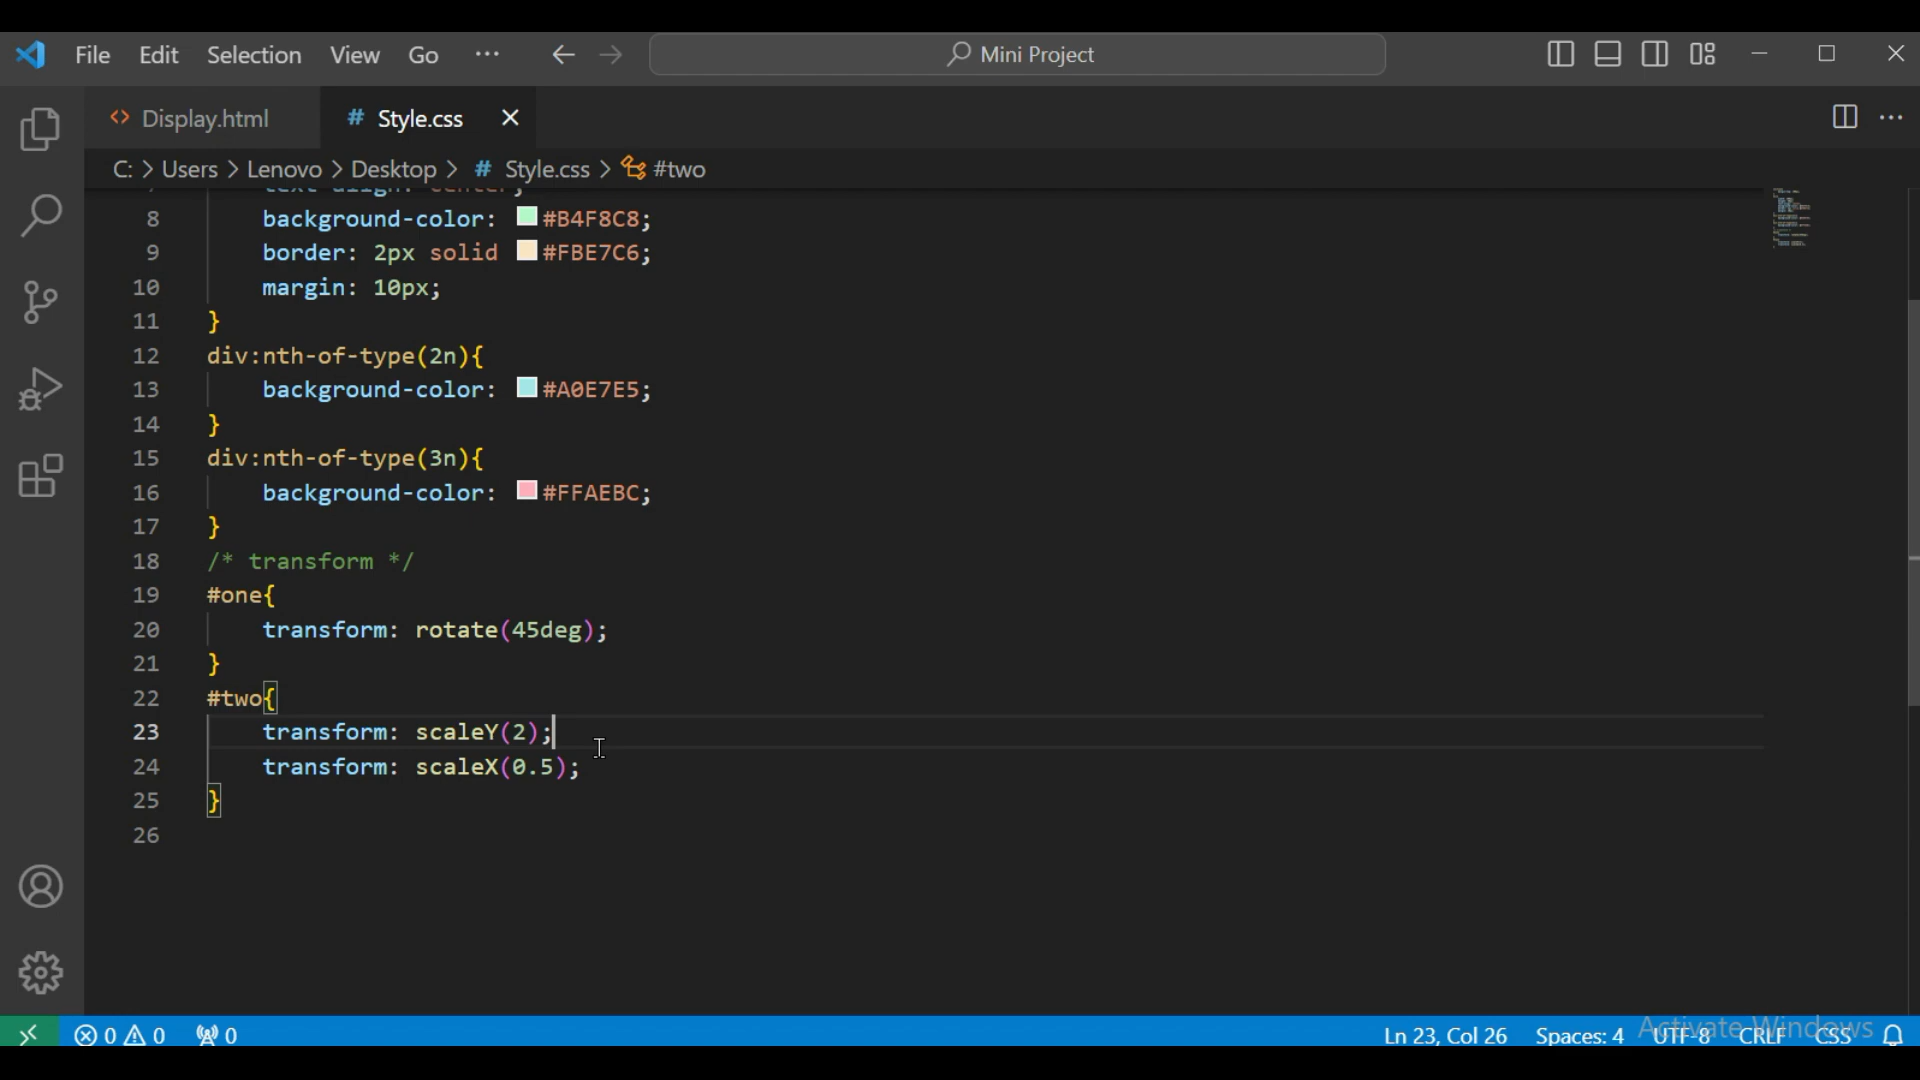 File Edit Selection View Go ··· Mini Project
Display.html # Style.css
C: > Users > Lenovo > Desktop > # Style.css > #two
text-align: center;
8 background-color: #B4F8C8;
9 border: 2px solid #FBE7C6;
10 margin: 10px;
11 }
12 div:nth-of-type(2n){
13 background-color: #A0E7E5;
14 }
15 div:nth-of-type(3n){
16 background-color: #FFAEBC;
17 }
18 /* transform */
19 #one{
20 transform: rotate(45deg);
21 }
22 #two{
23 transform: scaleY(2);
24 transform: scaleX(0.5);
25 }
26
0 0 0 Ln 23, Col 26 Spaces: 4 UTF-8 CRLF CSS
Activate Windows